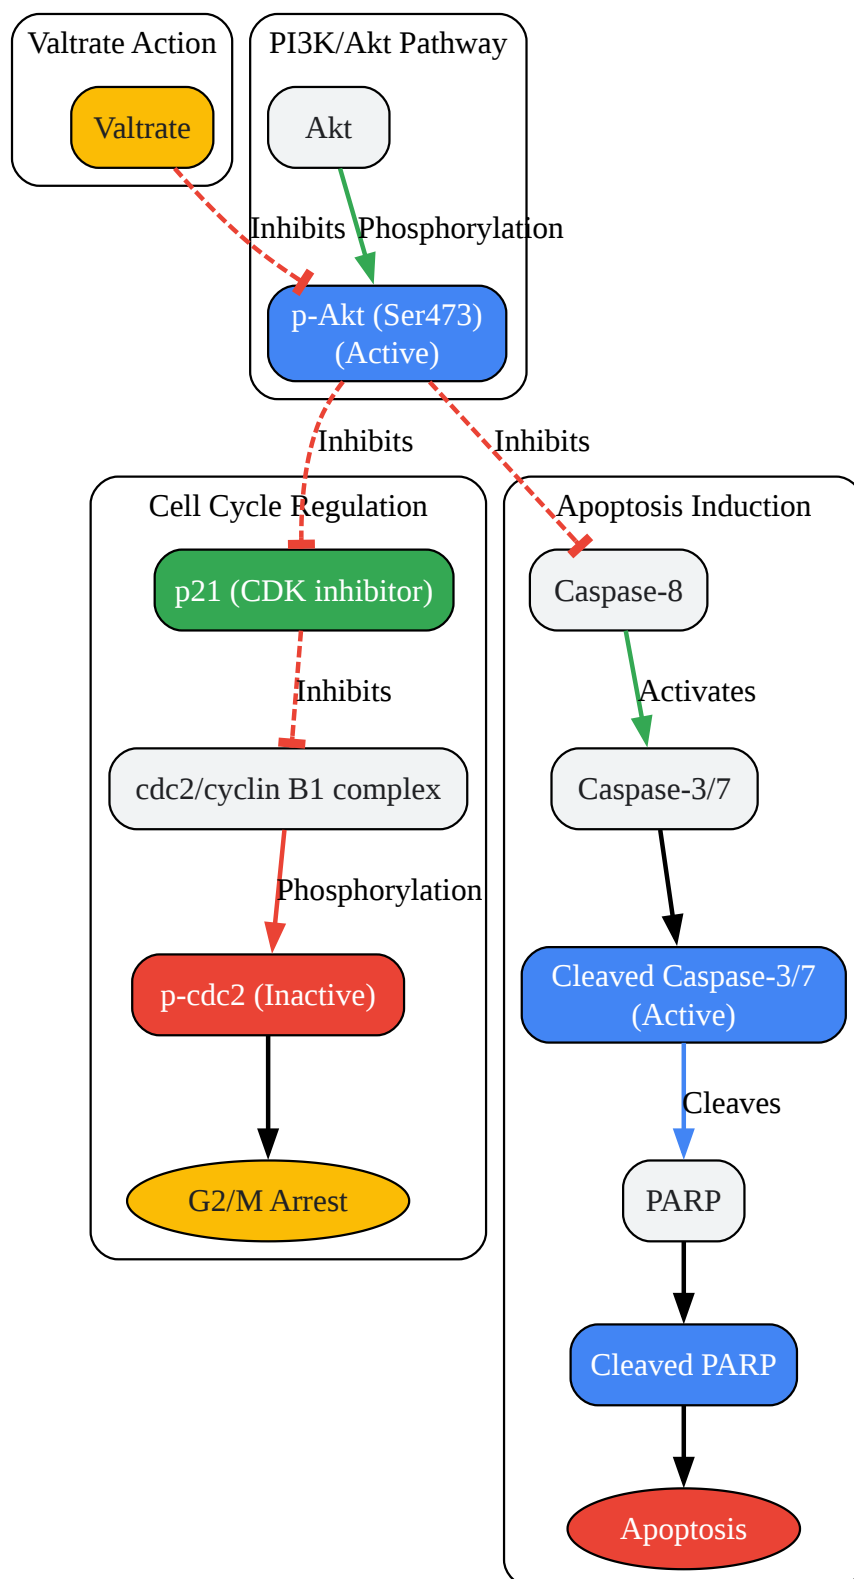 Valtrate Action
PI3K/Akt Pathway
Valtrate
Akt
Inhibits
Phosphorylation
p-Akt (Ser473)
(Active)
Inhibits
Inhibits
Cell Cycle Regulation
Apoptosis Induction
p21 (CDK inhibitor)
Caspase-8
Inhibits
Activates
cdc2/cyclin B1 complex
Caspase-3/7
Phosphorylation
p-cdc2 (Inactive)
Cleaved Caspase-3/7
(Active)
Cleaves
G2/M Arrest
PARP
Cleaved PARP
Apoptosis